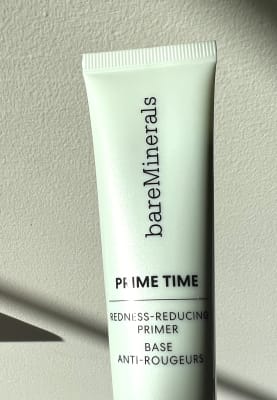 bareMinerals
PRIME TIME
REDNESS-REDUCING
PRIMER
BASE
ANTI-ROUGEURS